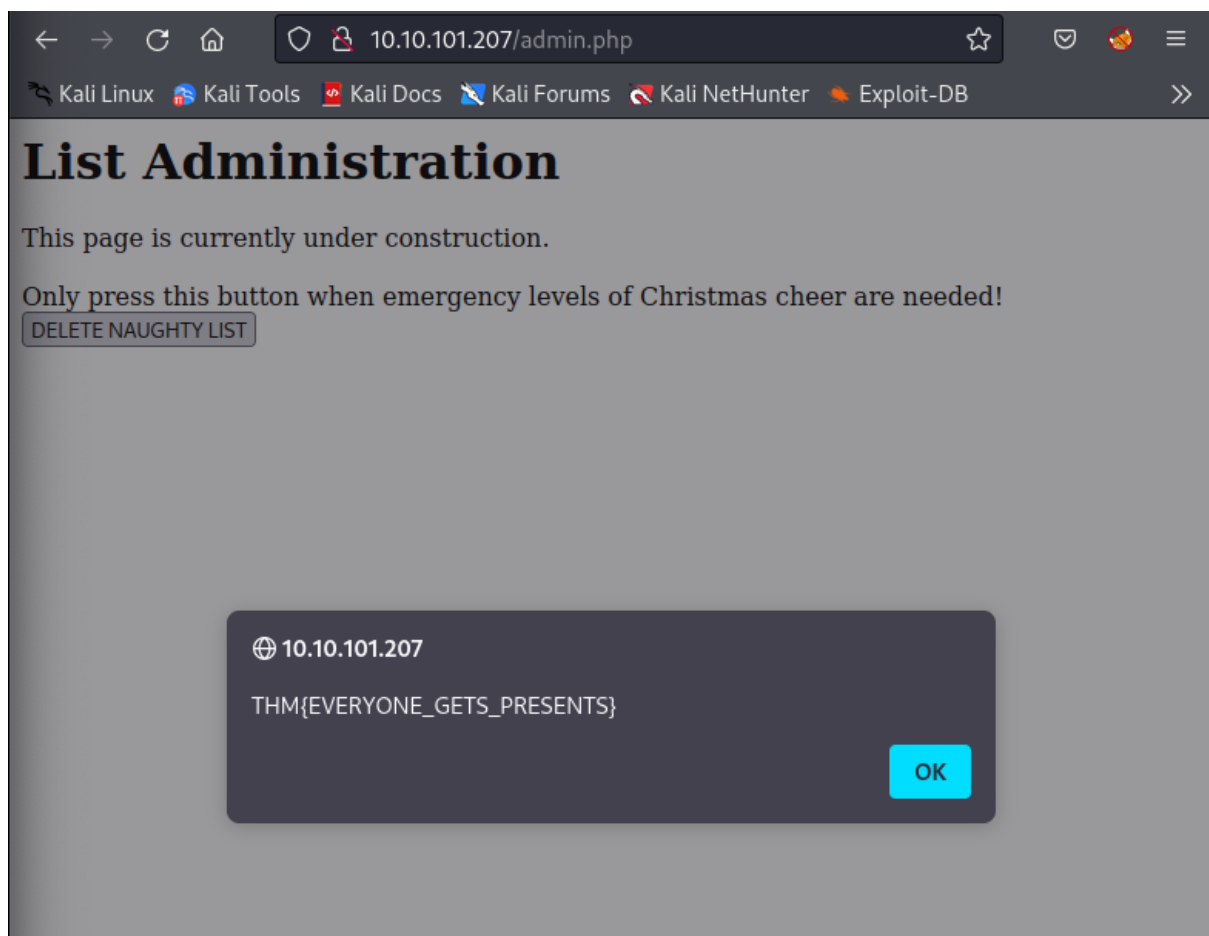 10.10.101.207/admin.php
Kali Linux Kali Tools Kali Docs Kali Forums Kali NetHunter Exploit-DB
List Administration
This page is currently under construction.
Only press this button when emergency levels of Christmas cheer are needed!
DELETE NAUGHTY LIST
10.10.101.207
THM{EVERYONE_GETS_PRESENTS}
OK